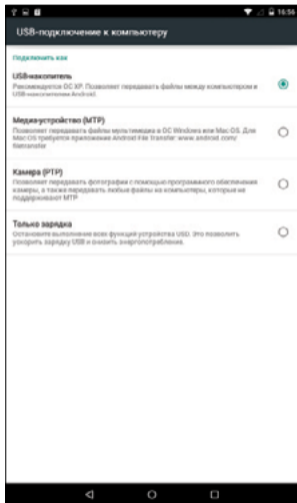 16:56
USB-подключение к компьютеру
Подключить как
USB-накопитель
Рекомендуется ОС XP. Позволяет передавать файлы между компьютером и
USB-накопителем Android.
Медиа-устройство (MTP)
Позволяет передавать файлы мультимедиа в ОС Windows или Mac OS. Для
Mac OS требуется приложение Android File Transfer: www.android.com/
filetransfer
Камера (PTP)
Позволяет передавать фотографии с помощью программного обеспечения
камеры, а также передавать любые файлы на компьютеры, которые не
поддерживают MTP
Только зарядка
Остановите выполнение всех функций устройства USB. Это позволить
ускорить зарядку USB и снизить энергопотребление.